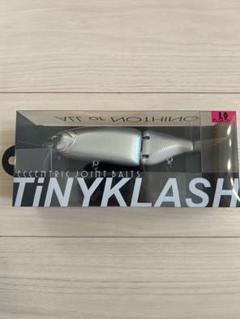 ALL or NOTHING
ECCENTRIC JOINT BAITS
TiNYKLASH